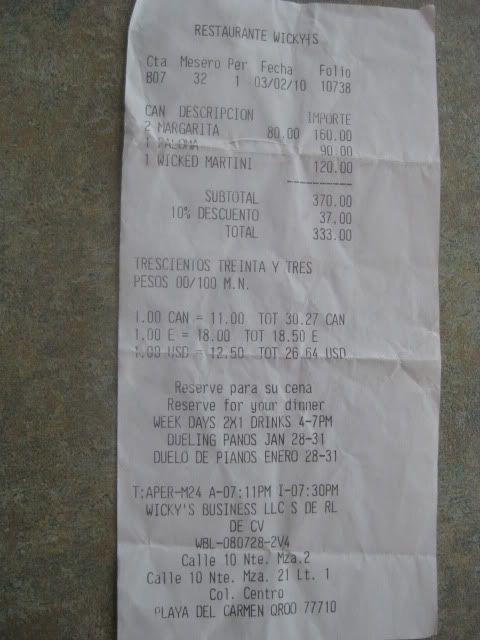 RESTAURANTE WICKY'S
Cta Mesero Per Fecha Folio
807 32 1 03/02/10 10738
CAN DESCRIPCION IMPORTE
2 MARGARITA 80.00 160.00
1 PALOMA 90.00
1 WICKED MARTINI 120.00
SUBTOTAL 370.00
10% DESCUENTO 37.00
TOTAL 333.00
TRESCIENTOS TREINTA Y TRES
PESOS 00/100 M.N.
1.00 CAN = 11.00 TOT 30.27 CAN
1.00 E = 18.00 TOT 18.50 E
1.00 USD = 12.50 TOT 26.64 USD
Reserve para su cena
Reserve for your dinner
WEEK DAYS 2X1 DRINKS 4-7PM
DUELING PANOS JAN 28-31
DUELO DE PIANOS ENERO 28-31
T:APER-M24 A-07:11PM I-07:30PM
WICKY'S BUSINESS LLC S DE RL
DE CV
WBL-080728-2V4
Calle 10 Nte. Mza.2
Calle 10 Nte. Mza. 21 Lt. 1
Col. Centro
PLAYA DEL CARMEN QROO 77710